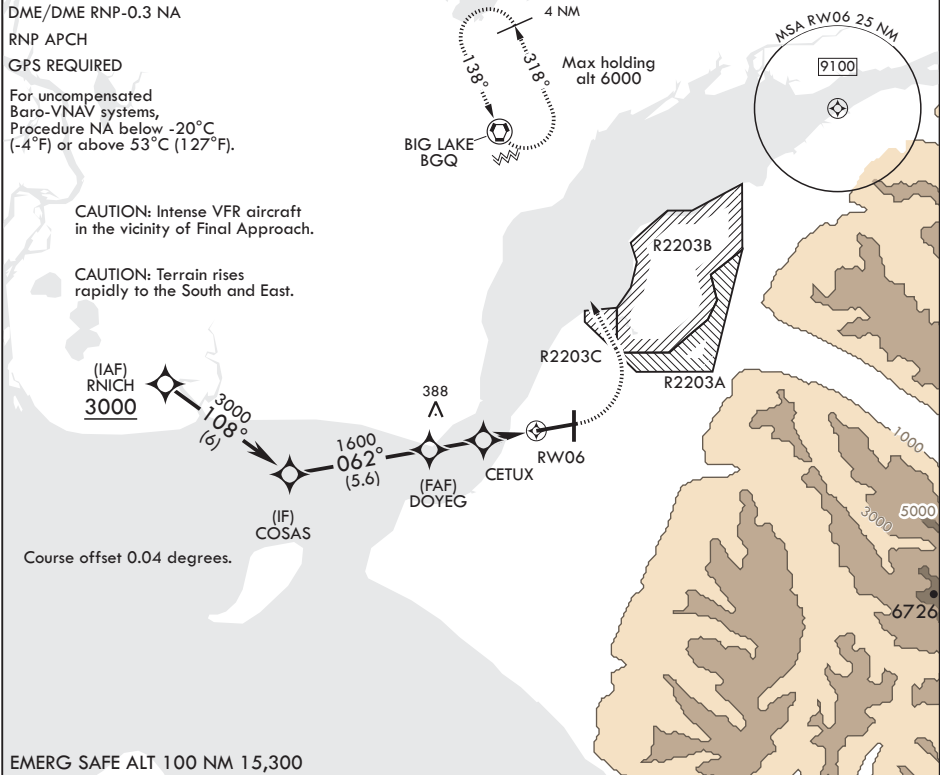 DME/DME RNP-0.3 NA
RNP APCH
GPS REQUIRED
For uncompensated
Baro-VNAV systems,
Procedure NA below -20°C
(-4°F) or above 53°C (127°F).
4 NM
138°
318°
Max holding
alt 6000
BIG LAKE
BGQ
MSA RW06 25 NM
9100
CAUTION: Intense VFR aircraft
in the vicinity of Final Approach.
CAUTION: Terrain rises
rapidly to the South and East.
R2203B
R2203C
R2203A
(IAF)
RNICH
3000
3000
108°
(6)
388
1600
062°
(5.6)
(IF)
COSAS
(FAF)
DOYEG
CETUX
RW06
1000
3000
5000
6726
Course offset 0.04 degrees.
EMERG SAFE ALT 100 NM 15,300